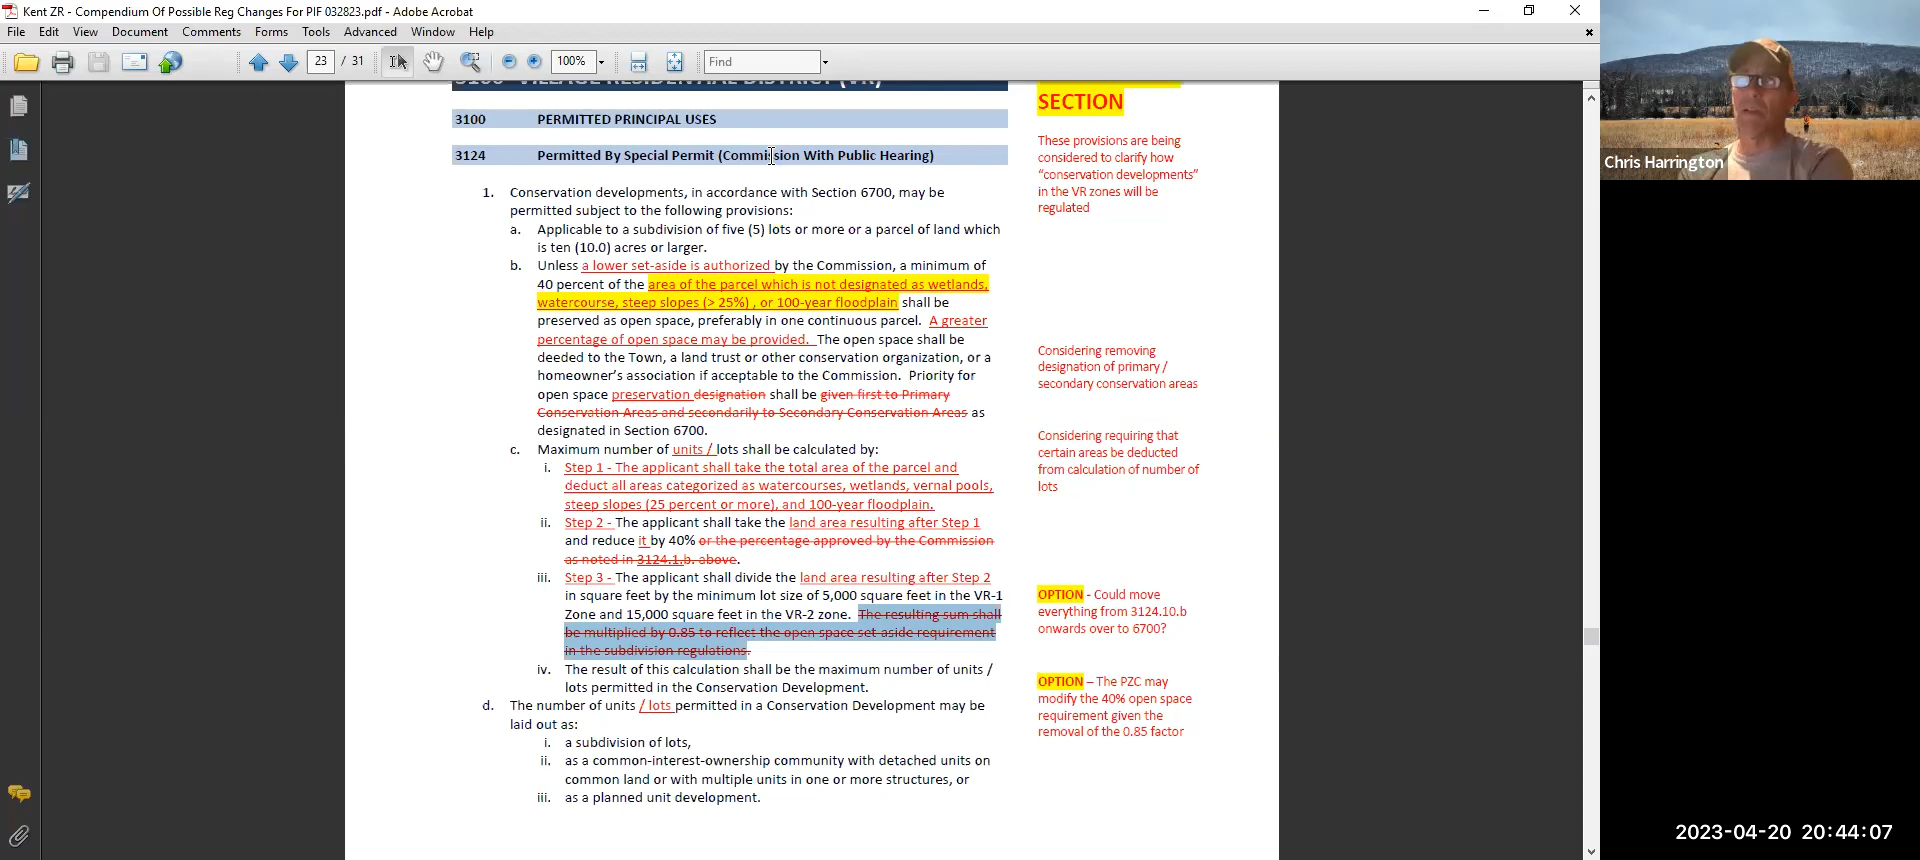 Kent ZR - Compendium Of Possible Reg Changes For PIF 032823.pdf - Adobe Acrobat
File Edit View Document Comments Forms Tools Advanced Window Help
23 / 31 100% Find
3100 VILLAGE RESIDENTIAL DISTRICT (VR)
3100 PERMITTED PRINCIPAL USES
3124 Permitted By Special Permit (Commission With Public Hearing)
1. Conservation developments, in accordance with Section 6700, may be
permitted subject to the following provisions:
a. Applicable to a subdivision of five (5) lots or more or a parcel of land which
is ten (10.0) acres or larger.
b. Unless a lower set-aside is authorized by the Commission, a minimum of
40 percent of the area of the parcel which is not designated as wetlands,
watercourse, steep slopes (> 25%) , or 100-year floodplain shall be
preserved as open space, preferably in one continuous parcel. A greater
percentage of open space may be provided. The open space shall be
deeded to the Town, a land trust or other conservation organization, or a
homeowner's association if acceptable to the Commission. Priority for
open space preservation designation shall be given first to Primary
Conservation Areas and secondarily to Secondary Conservation Areas as
designated in Section 6700.
c. Maximum number of units / lots shall be calculated by:
i. Step 1 - The applicant shall take the total area of the parcel and
deduct all areas categorized as watercourses, wetlands, vernal pools,
steep slopes (25 percent or more), and 100-year floodplain.
ii. Step 2 - The applicant shall take the land area resulting after Step 1
and reduce it by 40% or the percentage approved by the Commission
as noted in 3124.1.b. above.
iii. Step 3 - The applicant shall divide the land area resulting after Step 2
in square feet by the minimum lot size of 5,000 square feet in the VR-1
Zone and 15,000 square feet in the VR-2 zone. The resulting sum shall
be multiplied by 0.85 to reflect the open space set aside requirement
in the subdivision regulations.
iv. The result of this calculation shall be the maximum number of units /
lots permitted in the Conservation Development.
d. The number of units / lots permitted in a Conservation Development may be
laid out as:
i. a subdivision of lots,
ii. as a common-interest-ownership community with detached units on
common land or with multiple units in one or more structures, or
iii. as a planned unit development.
SECTION
These provisions are being
considered to clarify how
“conservation developments”
in the VR zones will be
regulated
Considering removing
designation of primary /
secondary conservation areas
Considering requiring that
certain areas be deducted
from calculation of number of
lots
OPTION - Could move
everything from 3124.10.b
onwards over to 6700?
OPTION – The PZC may
modify the 40% open space
requirement given the
removal of the 0.85 factor
Chris Harrington
2023-04-20 20:44:07